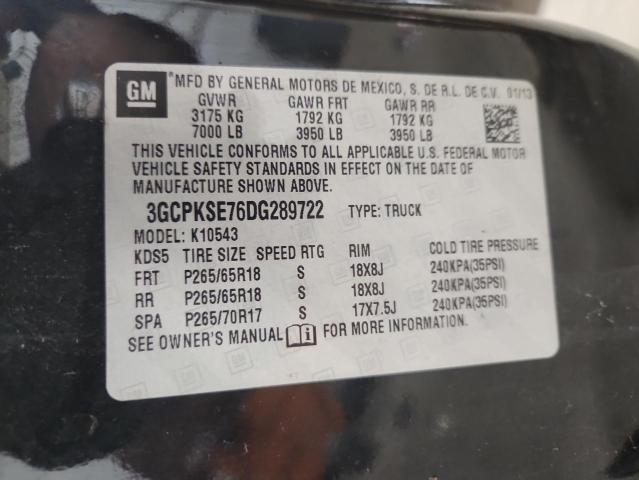 GM *MFD BY GENERAL MOTORS DE MEXICO, S. DE R.L. DE C.V. 01/13
GVWR GAWR FRT GAWR RR
3175 KG 1792 KG 1792 KG
7000 LB 3950 LB 3950 LB
THIS VEHICLE CONFORMS TO ALL APPLICABLE U.S. FEDERAL MOTOR
VEHICLE SAFETY STANDARDS IN EFFECT ON THE DATE OF
MANUFACTURE SHOWN ABOVE.
3GCPKSE76DG289722 TYPE: TRUCK
MODEL: K10543
KDS5 TIRE SIZE SPEED RTG RIM COLD TIRE PRESSURE
FRT P265/65R18 S 18X8J 240KPA(35PSI)
RR P265/65R18 S 18X8J 240KPA(35PSI)
SPA P265/70R17 S 17X7.5J 240KPA(35PSI)
SEE OWNER'S MANUAL FOR MORE INFORMATION.